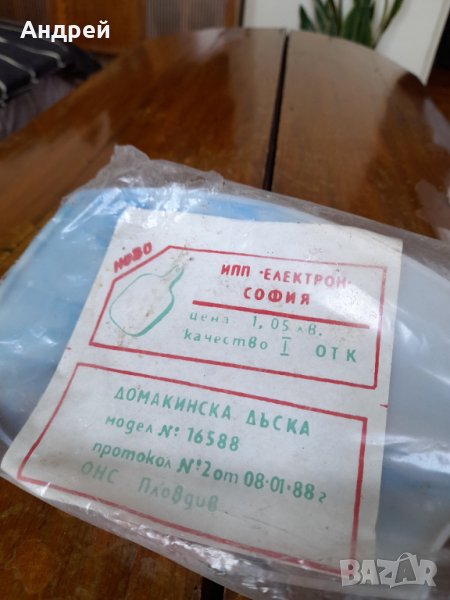 Андрей
НОВО
ИПП "ЕЛЕКТРОН"
СОФИЯ
цена 1,05 лв.
качество I ОТК
ДОМАКИНСКА ДЪСКА
модел № 16588
протокол №2 от 08.01.88 г
ОНС Пловдив
BAZAR